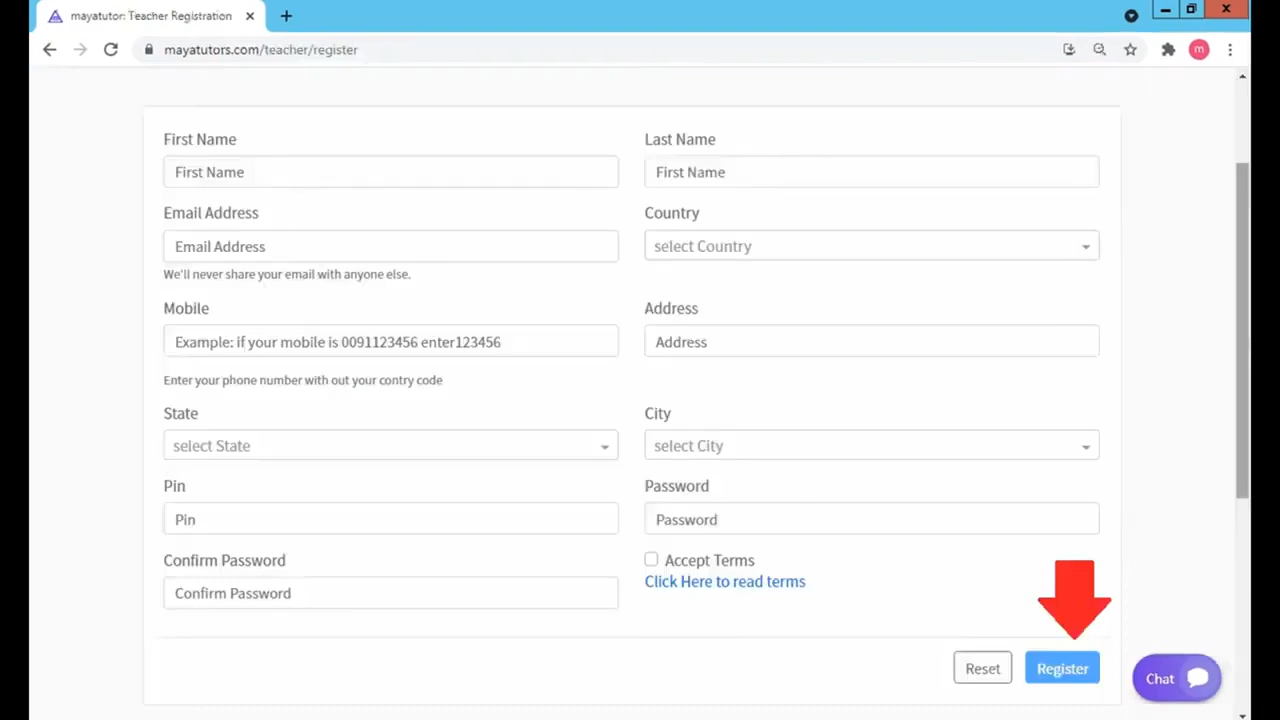 mayatutor: Teacher Registration
mayatutors.com/teacher/register
m
First Name
Last Name
First Name
First Name
Email Address
Country
Email Address
select Country
We'll never share your email with anyone else.
Mobile
Address
Example: if your mobile is 0091123456 enter123456
Address
Enter your phone number with out your contry code
State
City
select State
select City
Pin
Password
Pin
Password
Confirm Password
Accept Terms
Click Here to read terms
Confirm Password
Reset
Register
Chat